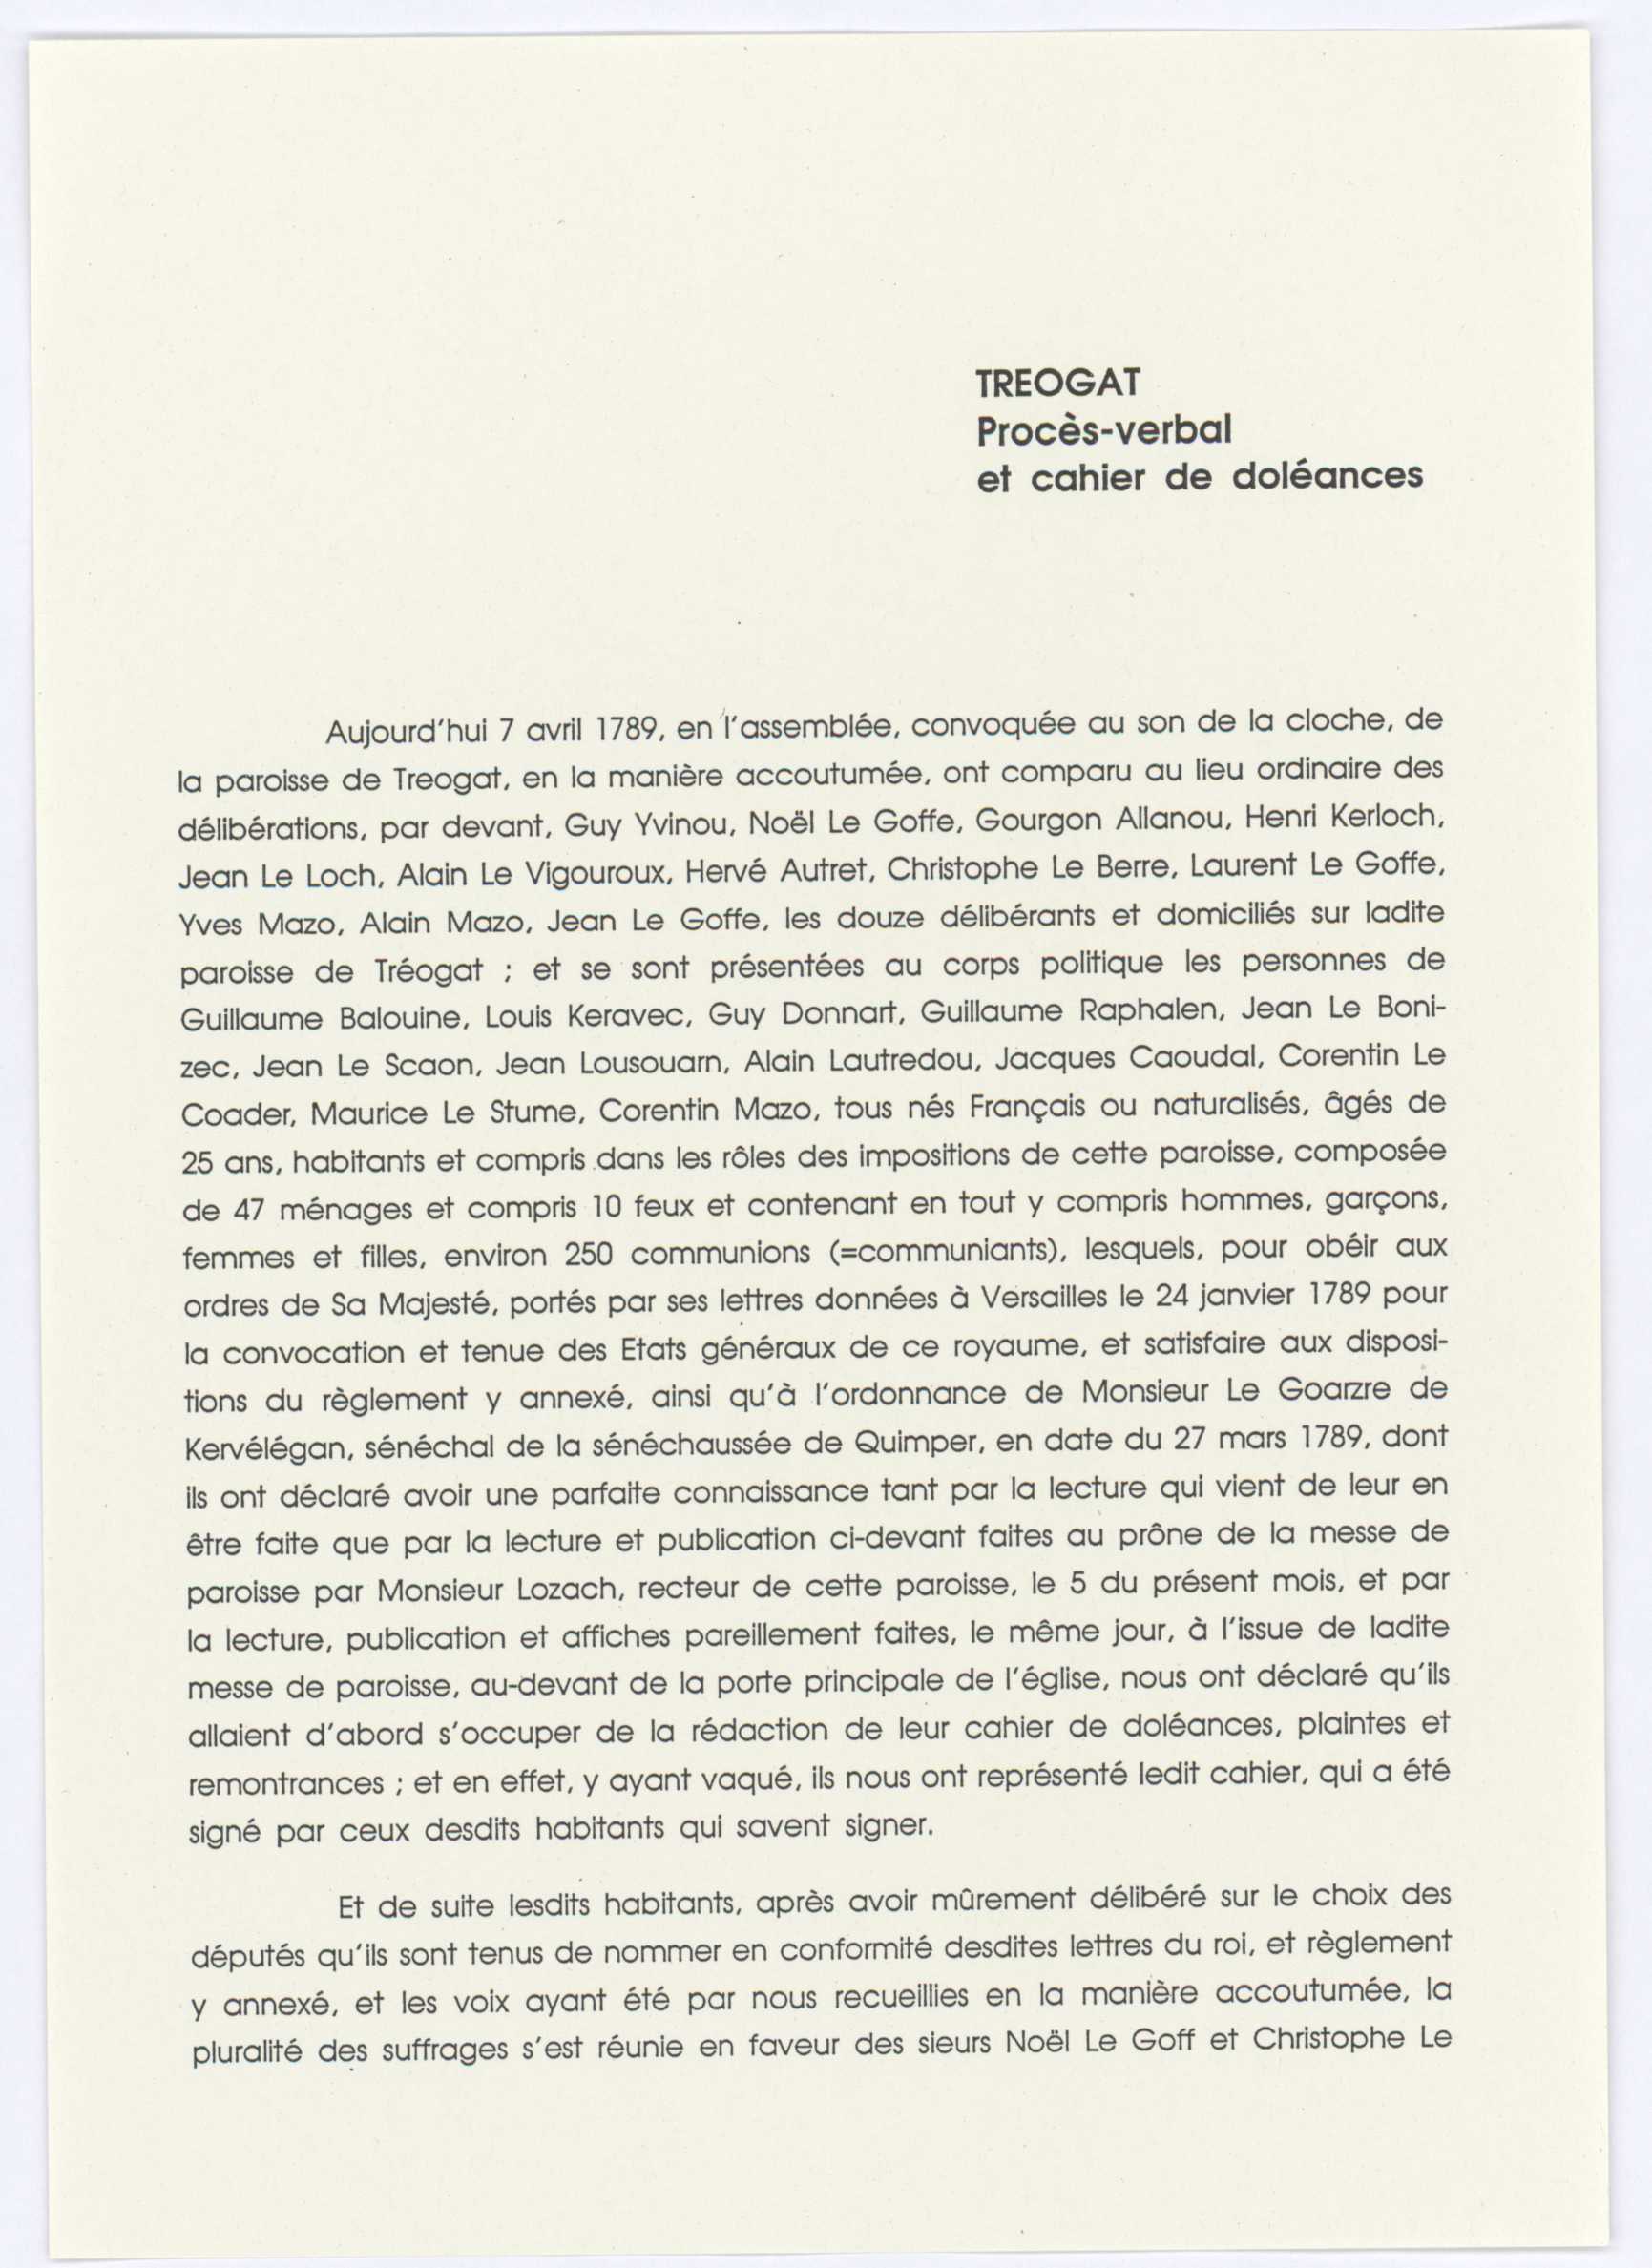 TREOGAT
Procès-verbal
et cahier de doléances
Aujourd'hui 7 avril 1789, en l'assemblée, convoquée au son de la cloche, de
la paroisse de Treogat, en la manière accoutumée, ont comparu au lieu ordinaire des
délibérations, par devant, Guy Yvinou, Noël Le Goffe, Gourgon Allanou, Henri Kerloch,
Jean Le Loch, Alain Le Vigouroux, Hervé Autret, Christophe Le Berre, Laurent Le Goffe,
Yves Mazo, Alain Mazo, Jean Le Goffe, les douze délibérants et domiciliés sur ladite
paroisse de Tréogat ; et se sont présentées au corps politique les personnes de
Guillaume Balouine, Louis Keravec, Guy Donnart, Guillaume Raphalen, Jean Le Boni-
zec, Jean Le Scaon, Jean Lousouarn, Alain Lautredou, Jacques Caoudal, Corentin Le
Coader, Maurice Le Stume, Corentin Mazo, tous nés Français ou naturalisés, âgés de
25 ans, habitants et compris dans les rôles des impositions de cette paroisse, composée
de 47 ménages et compris 10 feux et contenant en tout y compris hommes, garçons,
femmes et filles, environ 250 communions (=communiants), lesquels, pour obéir aux
ordres de Sa Majesté, portés par ses lettres données à Versailles le 24 janvier 1789 pour
la convocation et tenue des Etats généraux de ce royaume, et satisfaire aux disposi-
tions du règlement y annexé, ainsi qu'à l'ordonnance de Monsieur Le Goarzre de
Kervélégan, sénéchal de la sénéchaussée de Quimper, en date du 27 mars 1789, dont
ils ont déclaré avoir une parfaite connaissance tant par la lecture qui vient de leur en
être faite que par la lecture et publication ci-devant faites au prône de la messe de
paroisse par Monsieur Lozach, recteur de cette paroisse, le 5 du présent mois, et par
la lecture, publication et affiches pareillement faites, le même jour, à l'issue de ladite
messe de paroisse, au-devant de la porte principale de l'église, nous ont déclaré qu'ils
allaient d'abord s'occuper de la rédaction de leur cahier de doléances, plaintes et
remontrances ; et en effet, y ayant vaqué, ils nous ont représenté ledit cahier, qui a été
signé par ceux desdits habitants qui savent signer.
Et de suite lesdits habitants, après avoir mûrement délibéré sur le choix des
députés qu'ils sont tenus de nommer en conformité desdites lettres du roi, et règlement
y annexé, et les voix ayant été par nous recueillies en la manière accoutumée, la
pluralité des suffrages s'est réunie en faveur des sieurs Noël Le Goff et Christophe Le